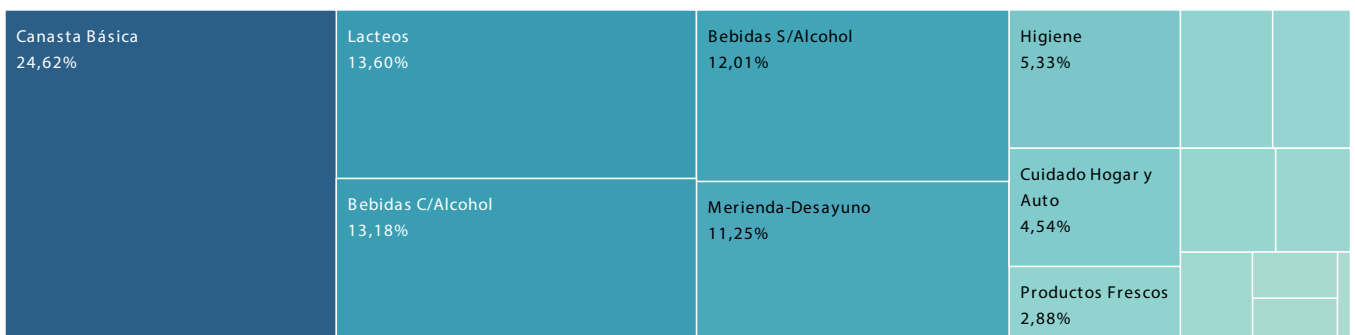 Canasta Básica
24,62%
Lacteos
13,60%
Bebidas C/Alcohol
13,18%
Bebidas S/Alcohol
12,01%
Merienda-Desayuno
11,25%
Higiene
5,33%
Cuidado Hogar y
Auto
4,54%
Productos Frescos
2,88%